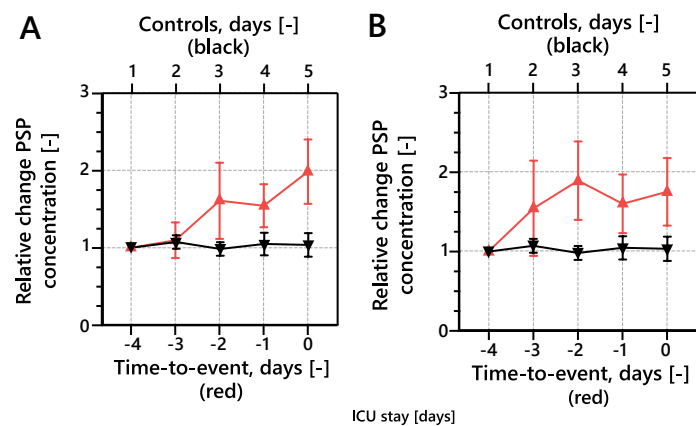 A
Controls, days [-]
(black)
1 2 3 4 5
Relative change PSP
concentration [-]
3
2
1
0
-4 -3 -2 -1 0
Time-to-event, days [-]
(red)
B
Controls, days [-]
(black)
1 2 3 4 5
Relative change PSP
concentration [-]
3
2
1
0
-4 -3 -2 -1 0
Time-to-event, days [-]
(red)
ICU stay [days]